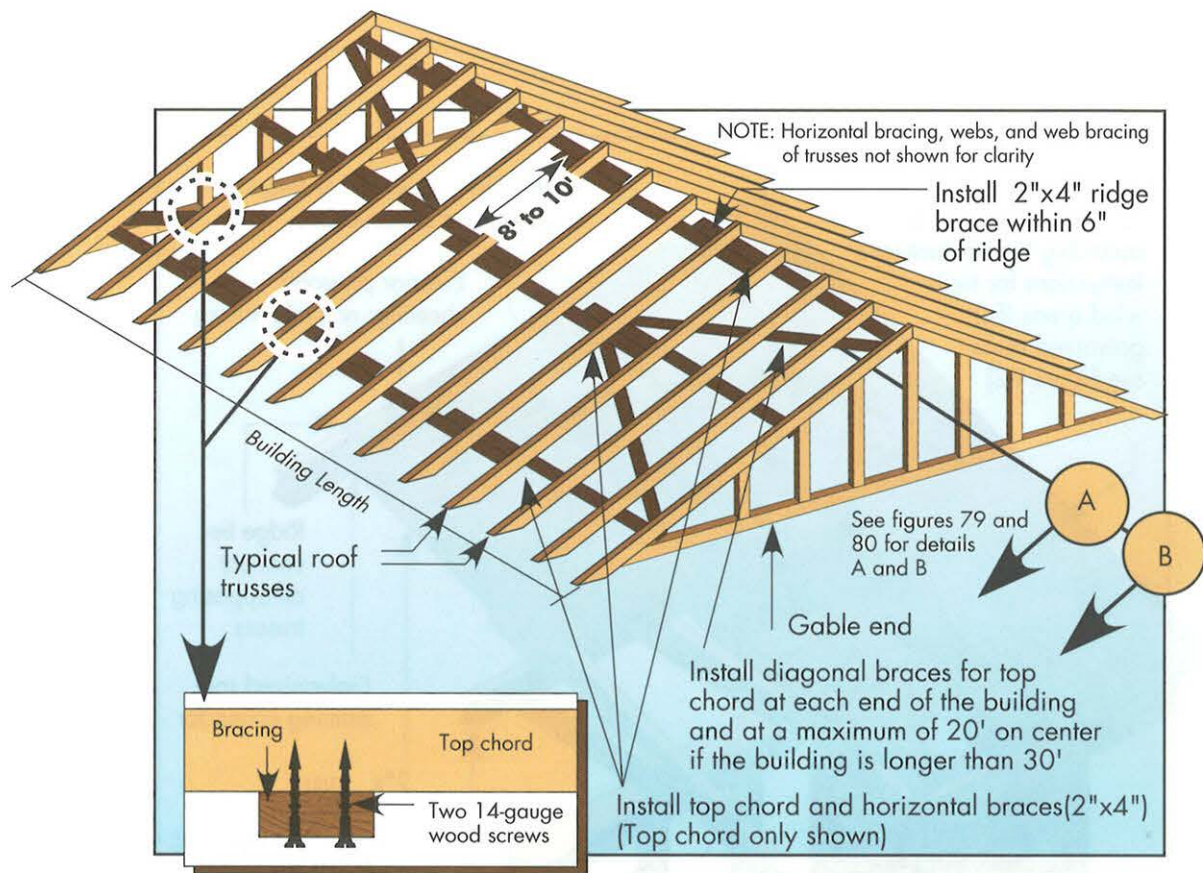 NOTE: Horizontal bracing, webs, and web bracing
of trusses not shown for clarity
Install 2"x4" ridge
brace within 6"
of ridge
8' to 10'
Building Length
Typical roof
trusses
See figures 79 and
80 for details
A and B
A
B
Gable end
Install diagonal braces for top
chord at each end of the building
and at a maximum of 20' on center
if the building is longer than 30'
Install top chord and horizontal braces(2"x4")
(Top chord only shown)
Bracing
Top chord
Two 14-gauge
wood screws